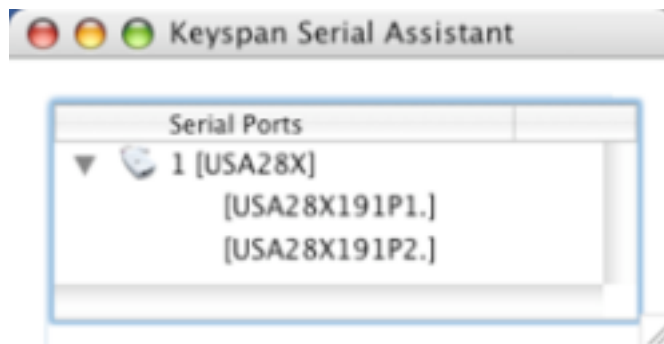 Keyspan Serial Assistant
Serial Ports
1 [USA28X]
[USA28X191P1.]
[USA28X191P2.]